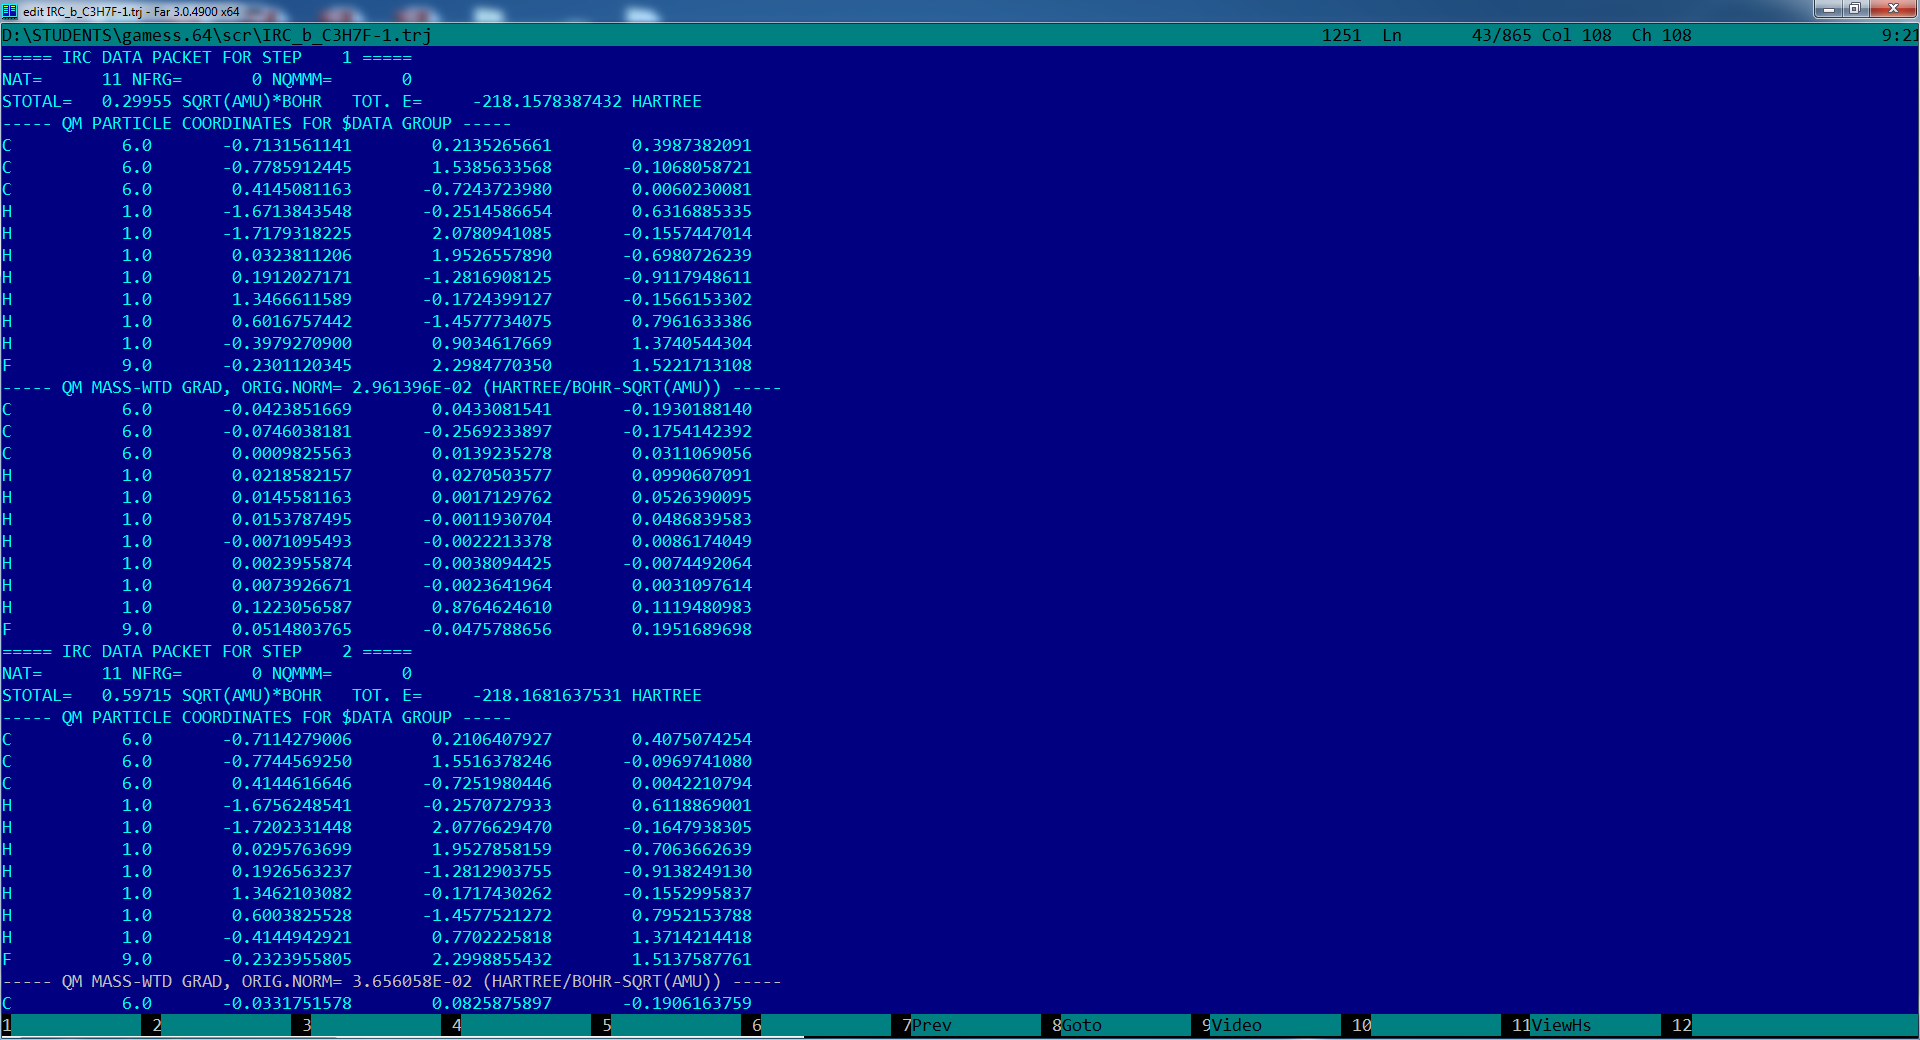 edit IRC_b_C3H7F-1.trj - Far 3.0.4900 x64
D:\STUDENTS\gamess.64\scr\IRC_b_C3H7F-1.trj 1251 Ln 43/865 Col 108 Ch 108 9:21
===== IRC DATA PACKET FOR STEP 1 =====
NAT= 11 NFRG= 0 NQMMM= 0
STOTAL= 0.29955 SQRT(AMU)*BOHR TOT. E= -218.1578387432 HARTREE
----- QM PARTICLE COORDINATES FOR $DATA GROUP -----
C 6.0 -0.7131561141 0.2135265661 0.3987382091
C 6.0 -0.7785912445 1.5385633568 -0.1068058721
C 6.0 0.4145081163 -0.7243723980 0.0060230081
H 1.0 -1.6713843548 -0.2514586654 0.6316885335
H 1.0 -1.7179318225 2.0780941085 -0.1557447014
H 1.0 0.0323811206 1.9526557890 -0.6980726239
H 1.0 0.1912027171 -1.2816908125 -0.9117948611
H 1.0 1.3466611589 -0.1724399127 -0.1566153302
H 1.0 0.6016757442 -1.4577734075 0.7961633386
H 1.0 -0.3979270900 0.9034617669 1.3740544304
F 9.0 -0.2301120345 2.2984770350 1.5221713108
----- QM MASS-WTD GRAD, ORIG.NORM= 2.961396E-02 (HARTREE/BOHR-SQRT(AMU)) -----
C 6.0 -0.0423851669 0.0433081541 -0.1930188140
C 6.0 -0.0746038181 -0.2569233897 -0.1754142392
C 6.0 0.0009825563 0.0139235278 0.0311069056
H 1.0 0.0218582157 0.0270503577 0.0990607091
H 1.0 0.0145581163 0.0017129762 0.0526390095
H 1.0 0.0153787495 -0.0011930704 0.0486839583
H 1.0 -0.0071095493 -0.0022213378 0.0086174049
H 1.0 0.0023955874 -0.0038094425 -0.0074492064
H 1.0 0.0073926671 -0.0023641964 0.0031097614
H 1.0 0.1223056587 0.8764624610 0.1119480983
F 9.0 0.0514803765 -0.0475788656 0.1951689698
===== IRC DATA PACKET FOR STEP 2 =====
NAT= 11 NFRG= 0 NQMMM= 0
STOTAL= 0.59715 SQRT(AMU)*BOHR TOT. E= -218.1681637531 HARTREE
----- QM PARTICLE COORDINATES FOR $DATA GROUP -----
C 6.0 -0.7114279006 0.2106407927 0.4075074254
C 6.0 -0.7744569250 1.5516378246 -0.0969741080
C 6.0 0.4144616646 -0.7251980446 0.0042210794
H 1.0 -1.6756248541 -0.2570727933 0.6118869001
H 1.0 -1.7202331448 2.0776629470 -0.1647938305
H 1.0 0.0295763699 1.9527858159 -0.7063662639
H 1.0 0.1926563237 -1.2812903755 -0.9138249130
H 1.0 1.3462103082 -0.1717430262 -0.1552995837
H 1.0 0.6003825528 -1.4577521272 0.7952153788
H 1.0 -0.4144942921 0.7702225818 1.3714214418
F 9.0 -0.2323955805 2.2998855432 1.5137587761
----- QM MASS-WTD GRAD, ORIG.NORM= 3.656058E-02 (HARTREE/BOHR-SQRT(AMU)) -----
C 6.0 -0.0331751578 0.0825875897 -0.1906163759
1 2 3 4 5 6 7Prev 8Goto 9Video 10 11ViewHs 12